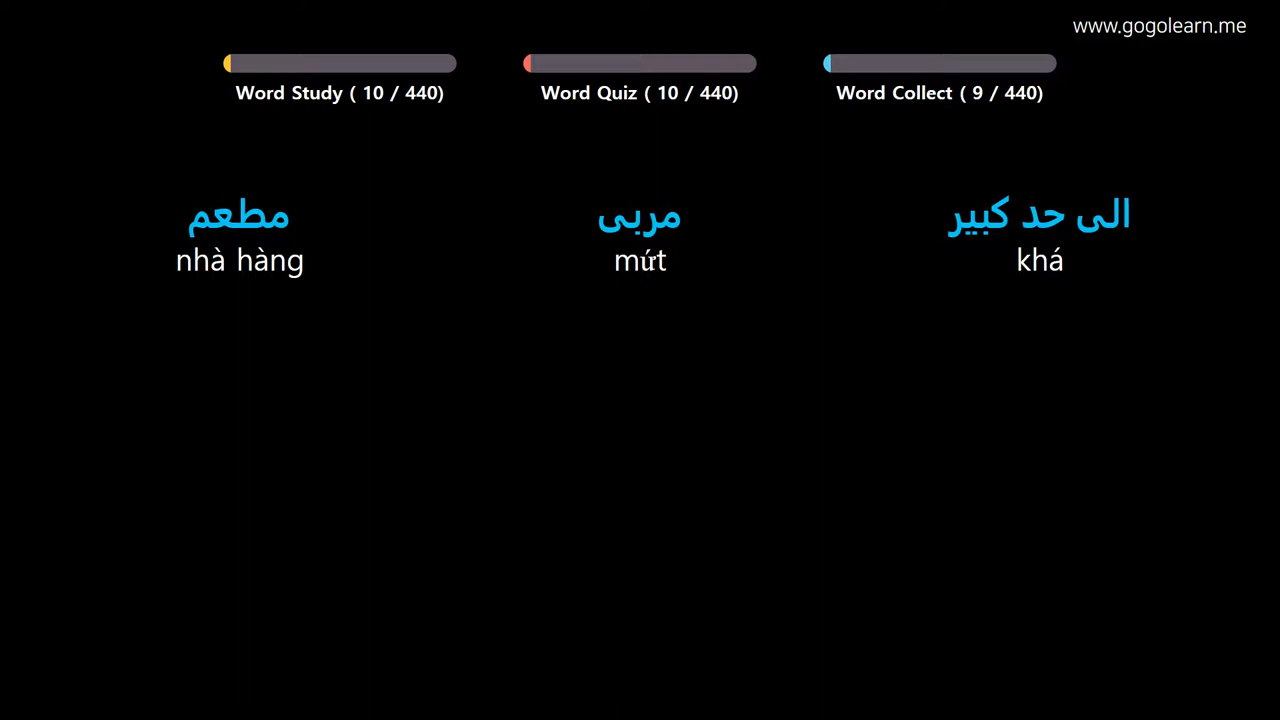 www.gogolearn.me
Word Study ( 10 / 440)
Word Quiz ( 10 / 440)
Word Collect ( 9 / 440)
مطعم
nhà hàng
مربى
mứt
الى حد كبير
khá